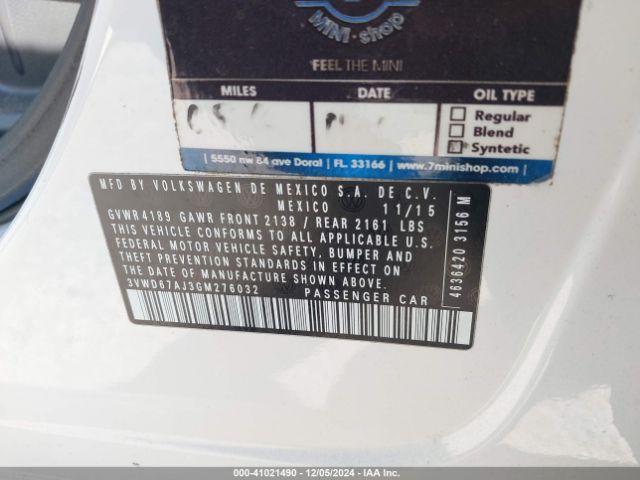 MINI·shop
FEEL THE MINI
MILES DATE OIL TYPE
Regular
Blend
Syntetic
5550 nw 84 ave Doral | FL. 33166 | www.7minishop.com
MFD BY VOLKSWAGEN DE MEXICO S.A. DE C.V.
MEXICO 11/15
GVWR 4189 GAWR FRONT 2138 / REAR 2161 LBS
THIS VEHICLE CONFORMS TO ALL APPLICABLE U.S.
FEDERAL MOTOR VEHICLE SAFETY, BUMPER AND
THEFT PREVENTION STANDARDS IN EFFECT ON
THE DATE OF MANUFACTURE SHOWN ABOVE.
3VWD67AJ3GM276032 PASSENGER CAR
4636420 3156 M
000-41021490 - 12/05/2024 - IAA Inc.